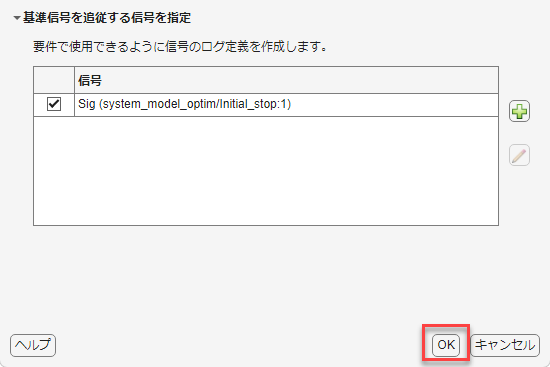 基準信号を追従する信号を指定
要件で使用できるように信号のログ定義を作成します。
信号
Sig (system_model_optim/Initial_stop:1)
ヘルプ
OK
キャンセル